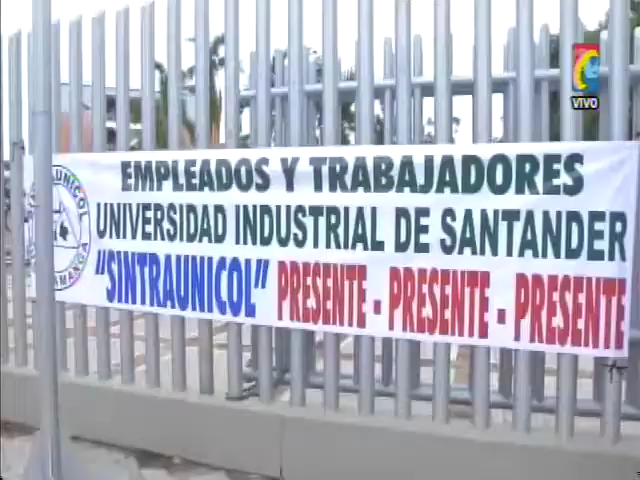 EMPLEADOS Y TRABAJADORES
UNIVERSIDAD INDUSTRIAL DE SANTANDER
"SINTRAUNICOL" PRESENTE - PRESENTE - PRESENTE
VIVO